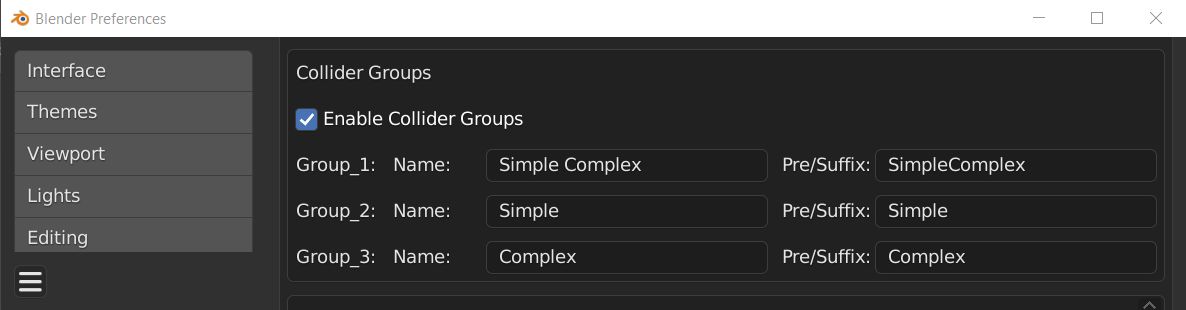 Blender Preferences
Interface
Themes
Viewport
Lights
Editing
Collider Groups
Enable Collider Groups
Group_1: Name: Simple Complex Pre/Suffix: SimpleComplex
Group_2: Name: Simple Pre/Suffix: Simple
Group_3: Name: Complex Pre/Suffix: Complex